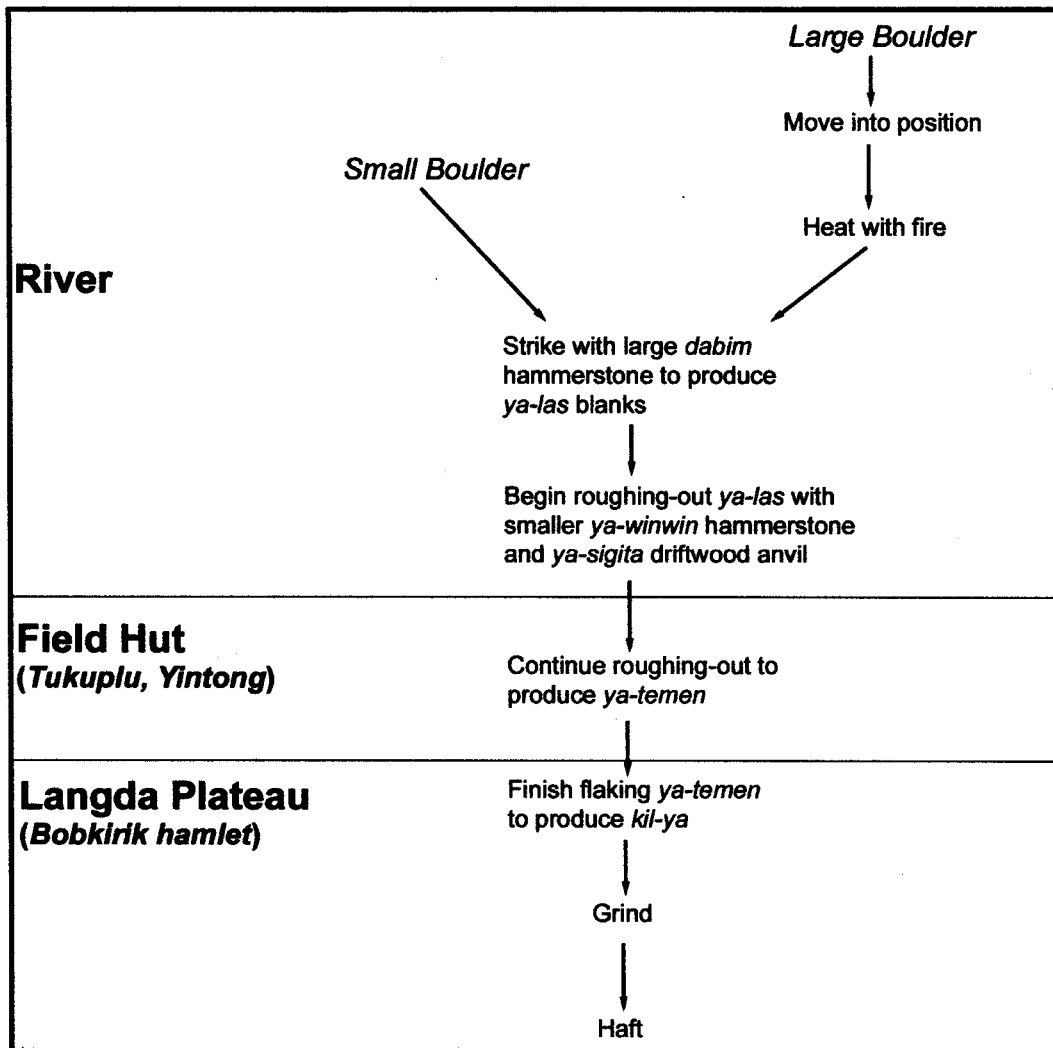 Large Boulder
Move into position
Small Boulder
Heat with fire
River
Strike with large dabim
hammerstone to produce
ya-las blanks
Begin roughing-out ya-las with
smaller ya-winwin hammerstone
and ya-sigita driftwood anvil
Field Hut
(Tukuplu, Yintong)
Continue roughing-out to
produce ya-temen
Langda Plateau
(Bobkirik hamlet)
Finish flaking ya-temen
to produce kil-ya
Grind
Haft